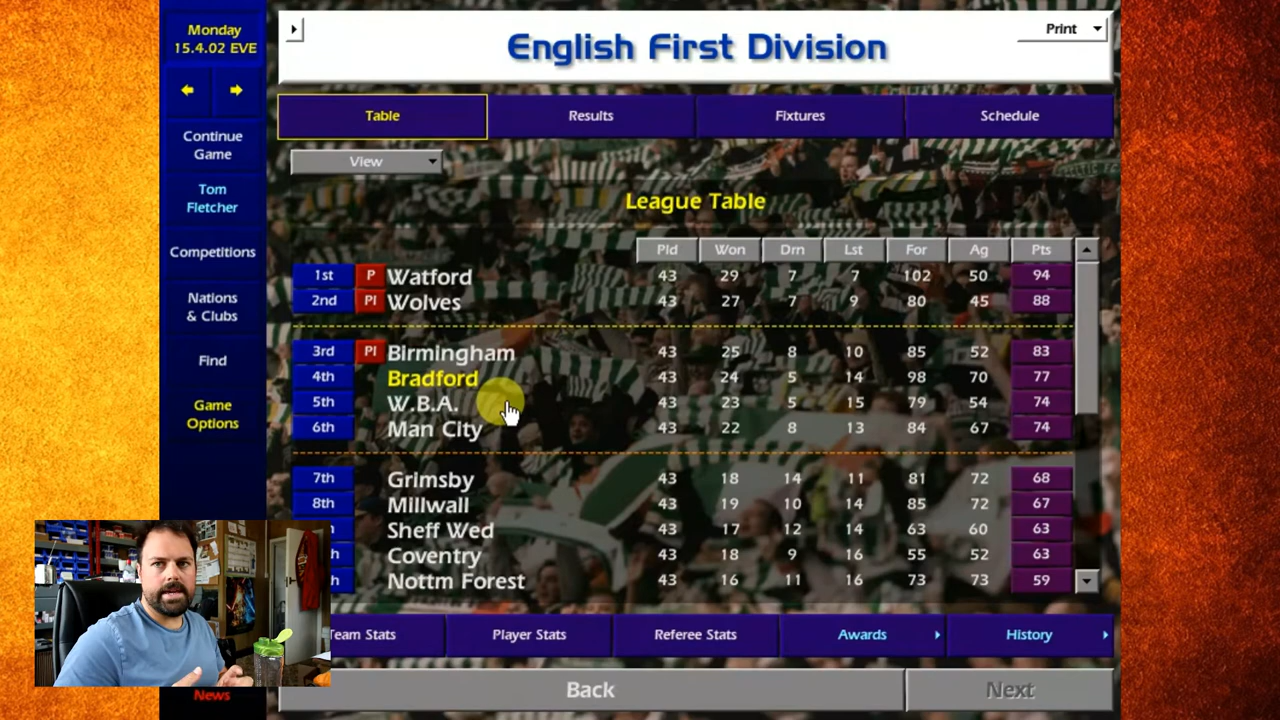 Monday
15.4.02 EVE
Continue
Game
Tom
Fletcher
Competitions
Nations
& Clubs
Find
Game
Options
News
English First Division
Print
Table
Results
Fixtures
Schedule
View
League Table
Pld Won Drn Lst For Ag Pts
1st P Watford 43 29 7 7 102 50 94
2nd PI Wolves 43 27 7 9 80 45 88
3rd PI Birmingham 43 25 8 10 85 52 83
4th Bradford 43 24 5 14 98 70 77
5th W.B.A. 43 23 5 15 79 54 74
6th Man City 43 22 8 13 84 67 74
7th Grimsby 43 18 14 11 81 72 68
8th Millwall 43 19 10 14 85 72 67
Sheff Wed 43 17 12 14 63 60 63
h Coventry 43 18 9 16 55 52 63
h Nottm Forest 43 16 11 16 73 73 59
Team Stats
Player Stats
Referee Stats
Awards
History
Back
Next